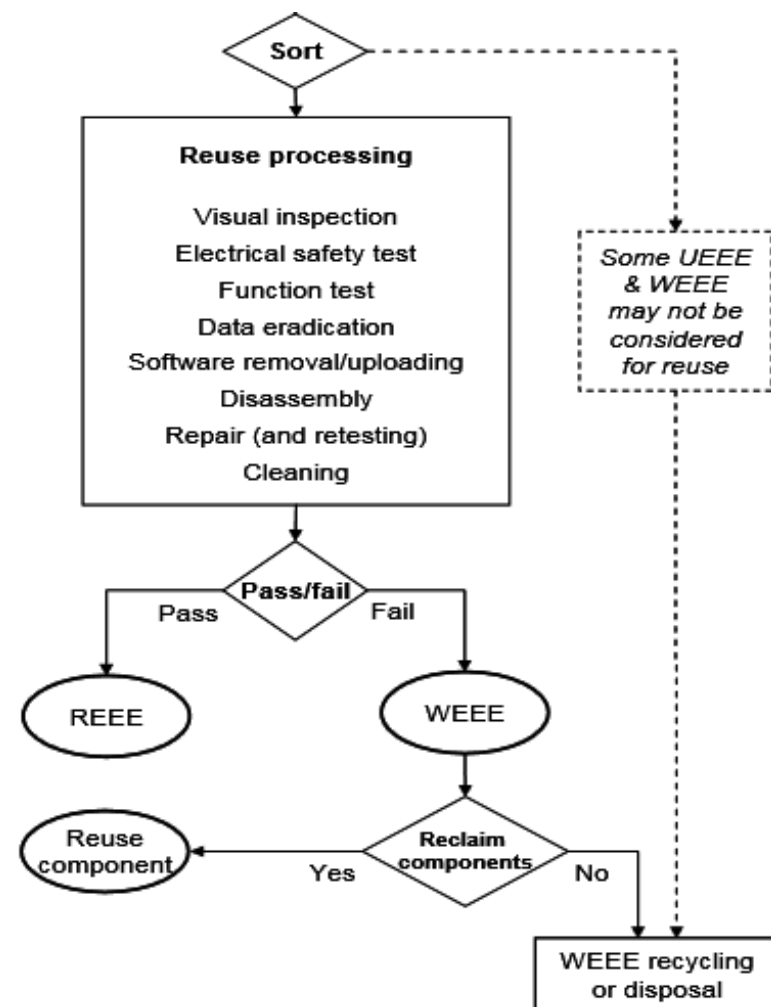 Sort
Reuse processing
Visual inspection
Electrical safety test
Function test
Data eradication
Software removal/uploading
Disassembly
Repair (and retesting)
Cleaning
Some UEEE
& WEEE
may not be
considered
for reuse
Pass/fail
Pass
Fail
REEE
WEEE
Reclaim
components
Yes
No
Reuse
component
WEEE recycling
or disposal